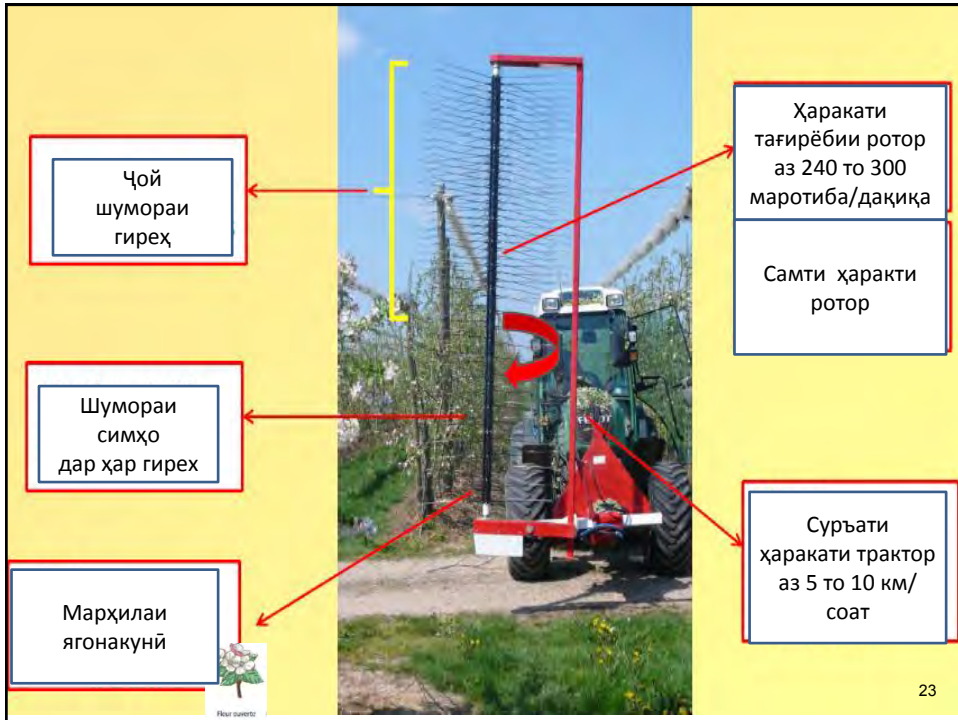 Ҷой
шумораи
гиреҳ
Шумораи
симҳо
дар ҳар гирех
Марҳилаи
ягонакунӣ
Fleur ouverte
Ҳаракати
тағирёбии ротор
аз 240 то 300
маротиба/дақиқа
Самти ҳаракти
ротор
Суръати
ҳаракати трактор
аз 5 то 10 км/
соат
23